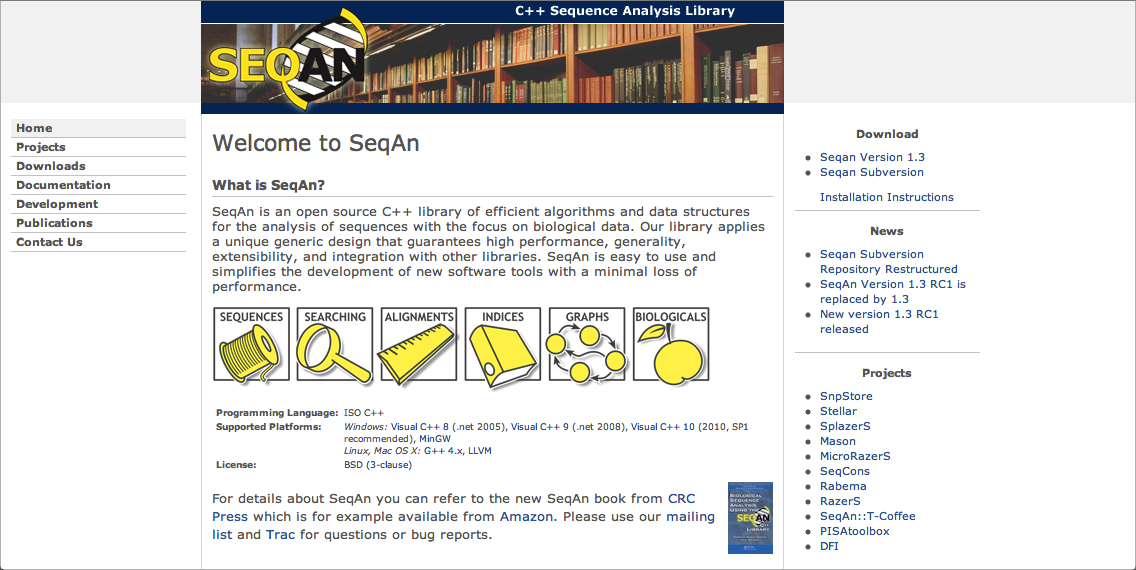 C++ Sequence Analysis Library
SEQAN
Home
Projects
Downloads
Documentation
Development
Publications
Contact Us
Welcome to SeqAn
What is SeqAn?
SeqAn is an open source C++ library of efficient algorithms and data structures
for the analysis of sequences with the focus on biological data. Our library applies
a unique generic design that guarantees high performance, generality,
extensibility, and integration with other libraries. SeqAn is easy to use and
simplifies the development of new software tools with a minimal loss of
performance.
SEQUENCES SEARCHING ALIGNMENTS INDICES GRAPHS BIOLOGICALS
Programming Language: ISO C++
Supported Platforms: Windows: Visual C++ 8 (.net 2005), Visual C++ 9 (.net 2008), Visual C++ 10 (2010, SP1
recommended), MinGW
Linux, Mac OS X: G++ 4.x, LLVM
License: BSD (3-clause)
For details about SeqAn you can refer to the new SeqAn book from CRC
Press which is for example available from Amazon. Please use our mailing
list and Trac for questions or bug reports.
BIOLOGICAL
SEQUENCE
ANALYSIS
USING THE
SEQAN
C++
LIBRARY
Download
Seqan Version 1.3
Seqan Subversion
Installation Instructions
News
Seqan Subversion
Repository Restructured
SeqAn Version 1.3 RC1 is
replaced by 1.3
New version 1.3 RC1
released
Projects
SnpStore
Stellar
SplazerS
Mason
MicroRazerS
SeqCons
Rabema
RazerS
SeqAn::T-Coffee
PISAtoolbox
DFI